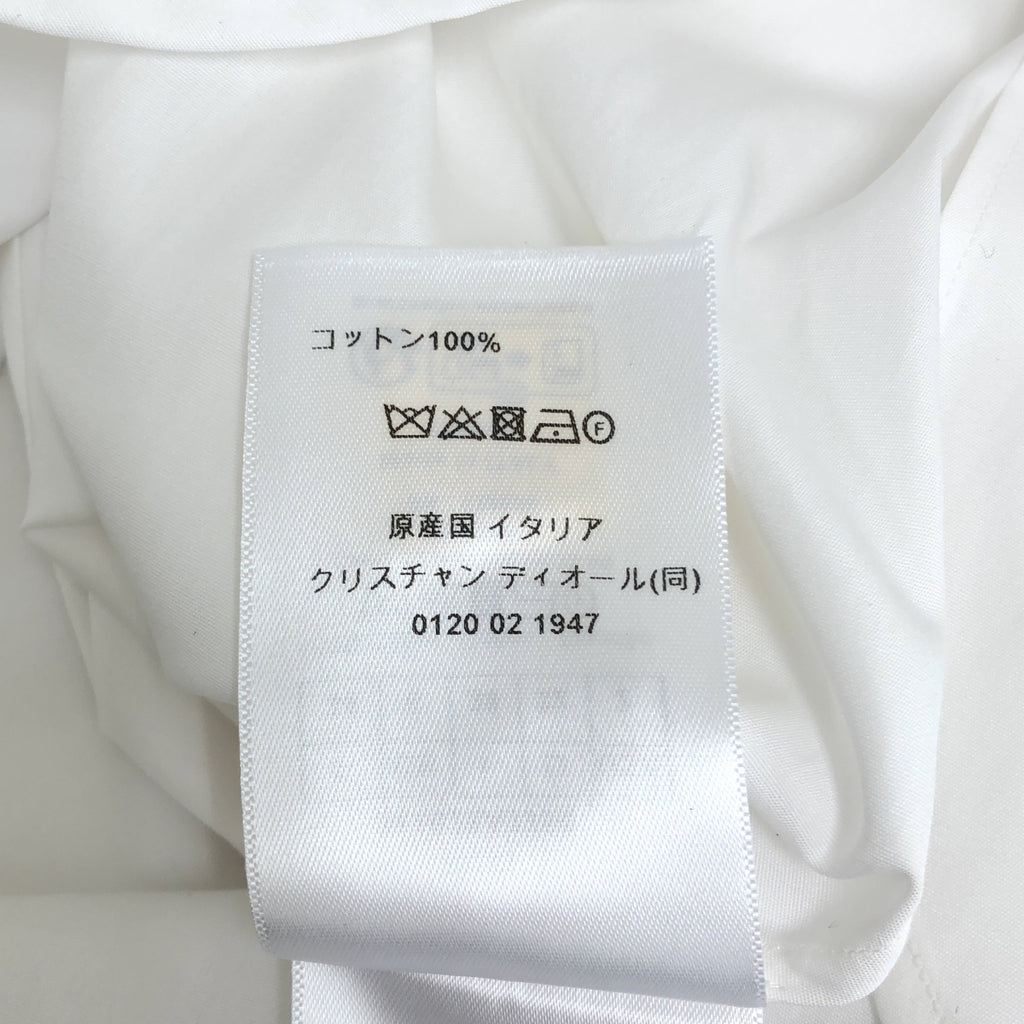 コットン100%
F
原産国 イタリア
クリスチャン ディオール(同)
0120 02 1947